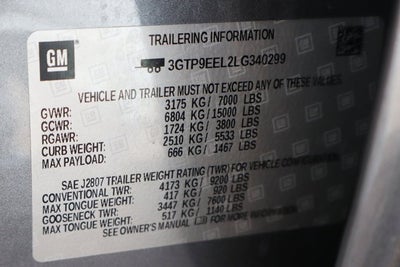 TRAILERING INFORMATION
GM
3GTP9EEL2LG340299
VEHICLE AND TRAILER MUST NOT EXCEED ANY VALUES
GVWR: 3175 KG/ 7000 LBS
GCWR: 6804 KG/15000 LBS
RGAWR: 1724 KG/ 3800 LBS
CURB WEIGHT: 2510 KG/ 5533 LBS
MAX PAYLOAD: 666 KG/ 1467 LBS
SAE J2807 TRAILER WEIGHT RATING (TWR) FOR VEHICLE CONFIGURATION
CONVENTIONAL TWR: 4173 KG/ 9200 LBS
MAX TONGUE WEIGHT: 417 KG/ 920 LBS
GOOSENECK TWR: 3447 KG/ 7600 LBS
MAX TONGUE WEIGHT: 517 KG/ 1140 LBS
SEE OWNER'S MANUAL FOR MORE INFORMATION